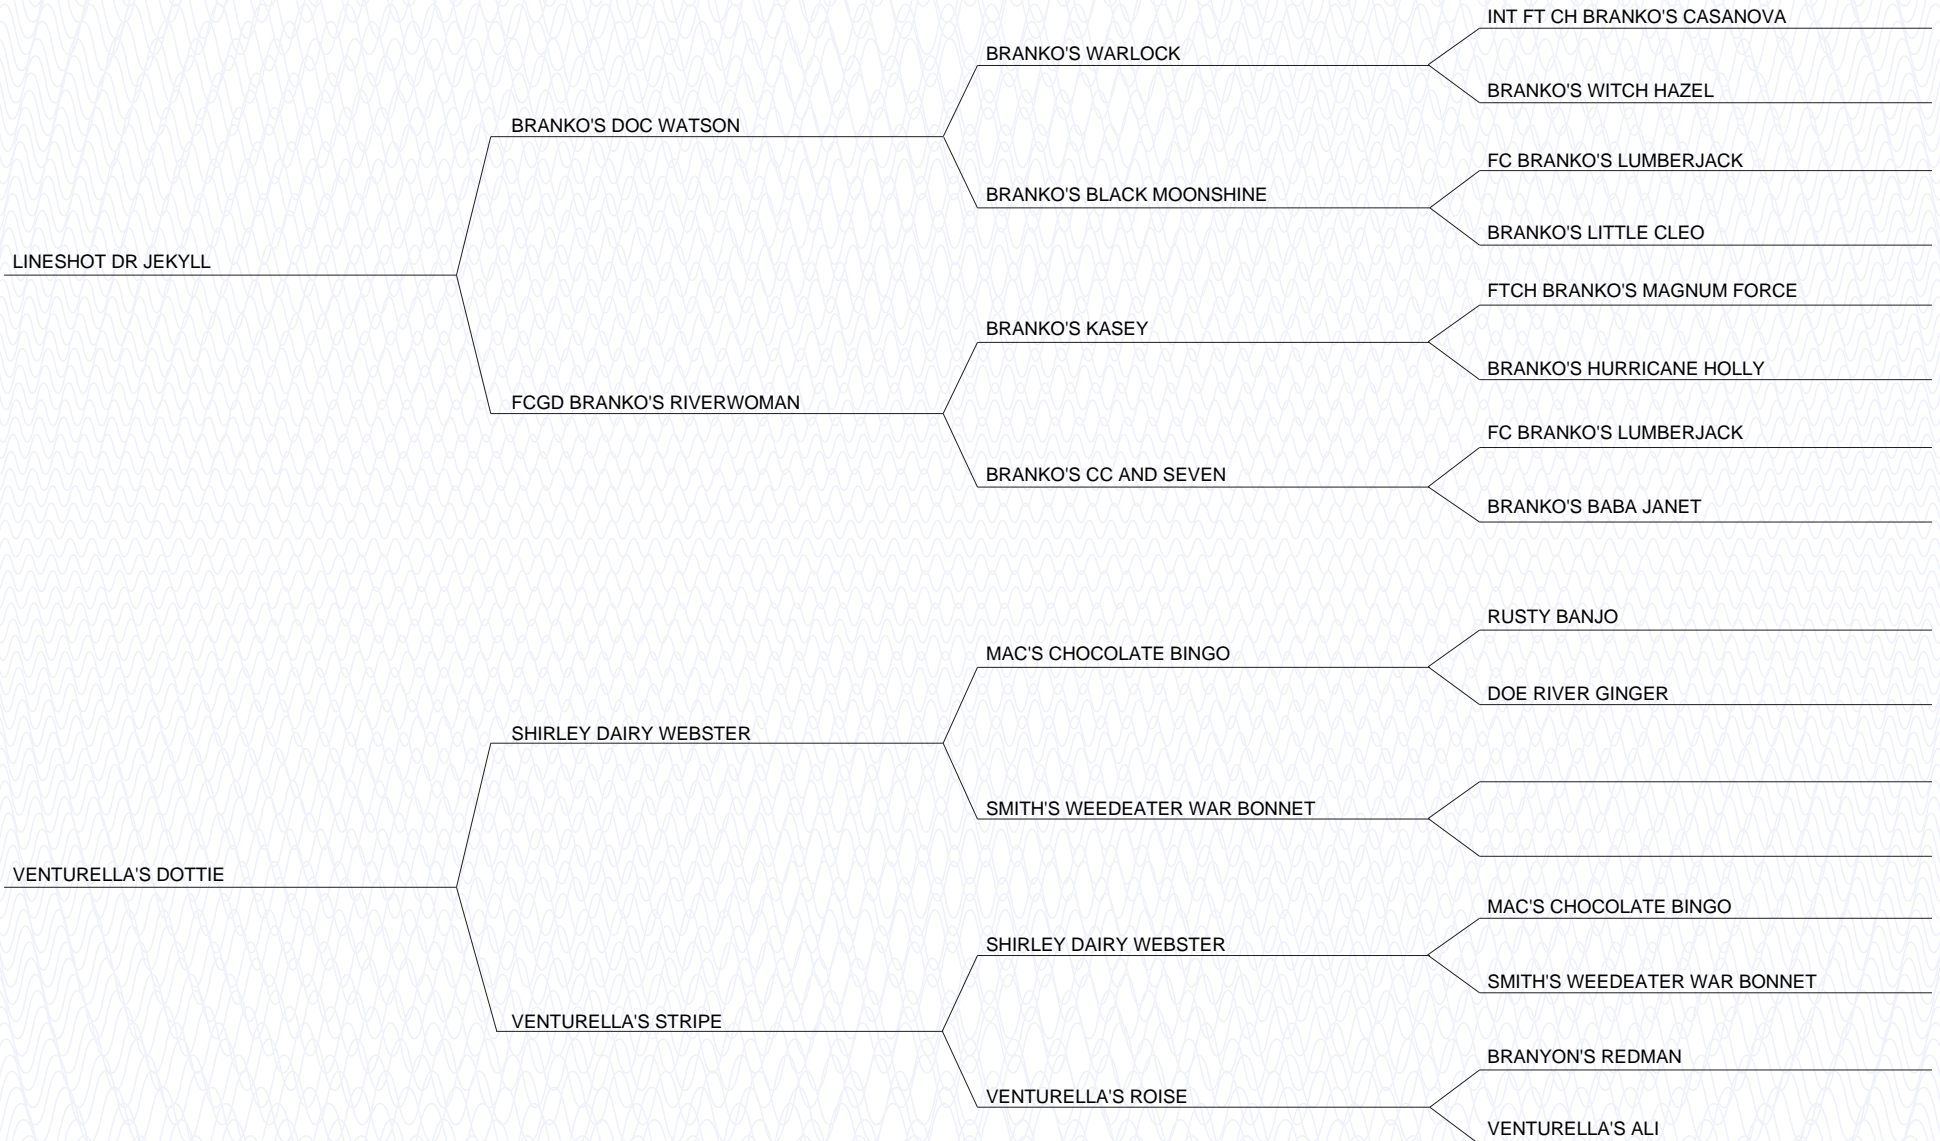 INT FT CH BRANKO'S CASANOVA
BRANKO'S WARLOCK
BRANKO'S WITCH HAZEL
BRANKO'S DOC WATSON
FC BRANKO'S LUMBERJACK
BRANKO'S BLACK MOONSHINE
BRANKO'S LITTLE CLEO
LINESHOT DR JEKYLL
FTCH BRANKO'S MAGNUM FORCE
BRANKO'S KASEY
BRANKO'S HURRICANE HOLLY
FCGD BRANKO'S RIVERWOMAN
FC BRANKO'S LUMBERJACK
BRANKO'S CC AND SEVEN
BRANKO'S BABA JANET
RUSTY BANJO
MAC'S CHOCOLATE BINGO
DOE RIVER GINGER
SHIRLEY DAIRY WEBSTER
SMITH'S WEEDEATER WAR BONNET
VENTURELLA'S DOTTIE
MAC'S CHOCOLATE BINGO
SHIRLEY DAIRY WEBSTER
SMITH'S WEEDEATER WAR BONNET
VENTURELLA'S STRIPE
BRANYON'S REDMAN
VENTURELLA'S ROISE
VENTURELLA'S ALI